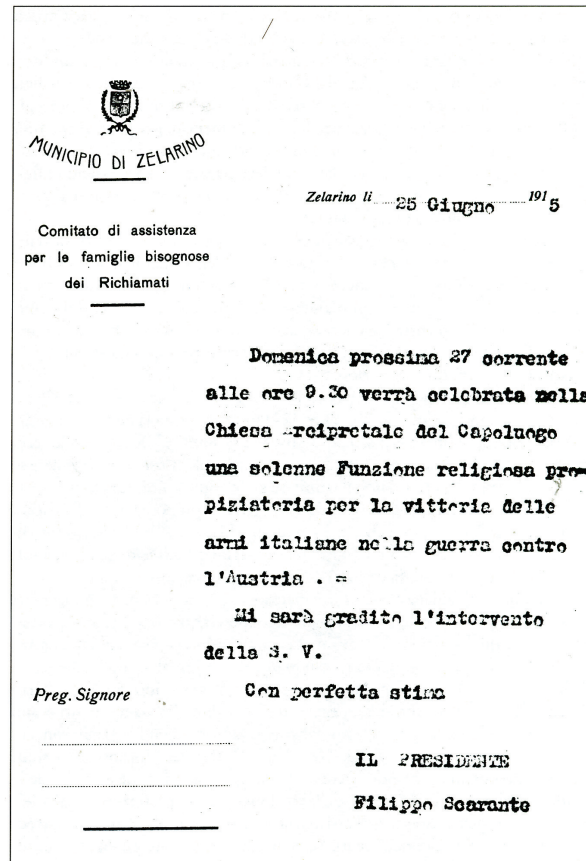 MUNICIPIO DI ZELARINO
Zelarino li 25 Giugno 1915
Comitato di assistenza
per le famiglie bisognose
dei Richiamati
Domenica prossima 27 corrente
alle ore 9.30 verrà celebrata nella
Chiesa Arcipretale del Capoluogo
una solenne Funzione religiosa pro=
piziatoria per la vittoria delle
armi italiane nella guerra contro
l'Austria . =
Mi sarà gradito l'intervento
della S. V.
Preg. Signore
Con perfetta stima
IL PRESIDENTE
Filippo Scarante